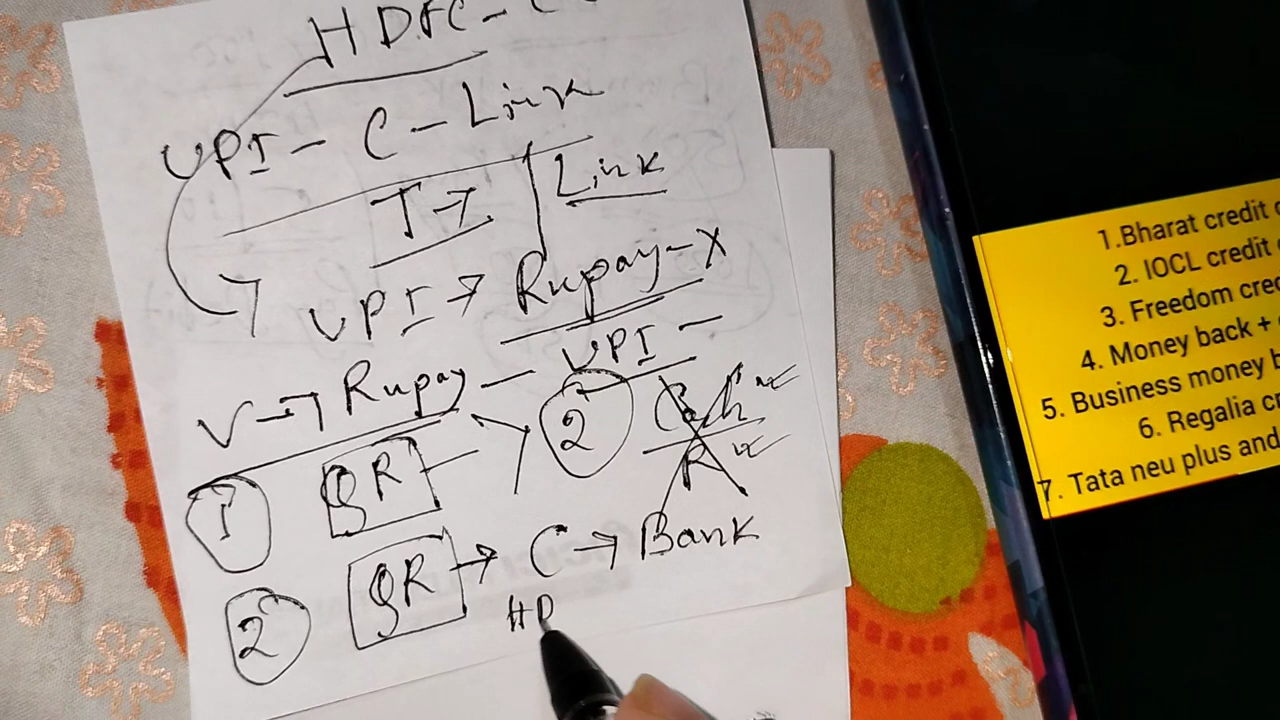 HDFC - C
UPI - C - Link
Link
UPI → Rupay - X
V → Rupay - UPI -
1 QR 2
R
2 QR → C → Bank
HD
1.Bharat credit
2. IOCL credit
3. Freedom cred
4. Money back +
5. Business money b
6. Regalia cr
7. Tata neu plus and